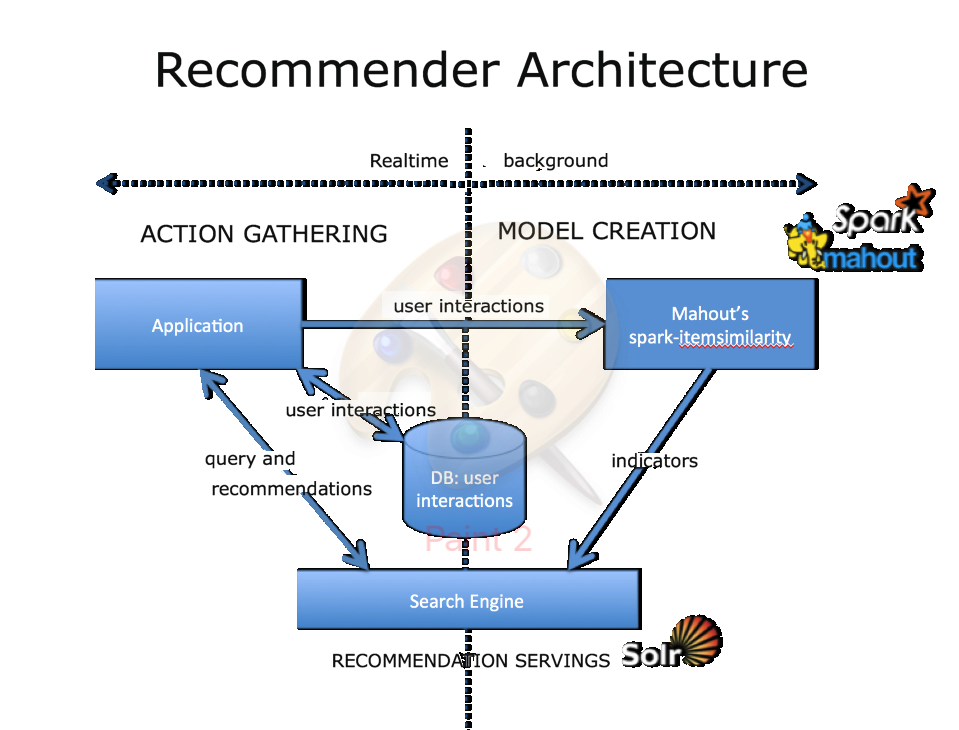 Recommender Architecture
Realtime
background
ACTION GATHERING
MODEL CREATION
Spark
mahout
user interactions
Application
Mahout's
spark-itemsimilarity
user interactions
query and
recommendations
indicators
DB: user
interactions
Paint 2
Search Engine
RECOMMENDATION SERVINGS
Solr